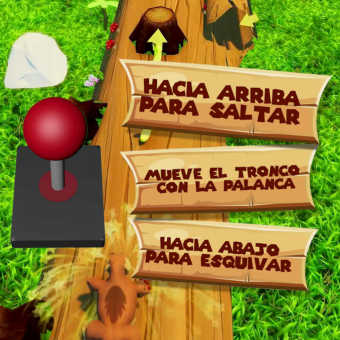 HACIA ARRIBA
PARA SALTAR
MUEVE EL TRONCO
CON LA PALANCA
HACIA ABAJO
PARA ESQUIVAR